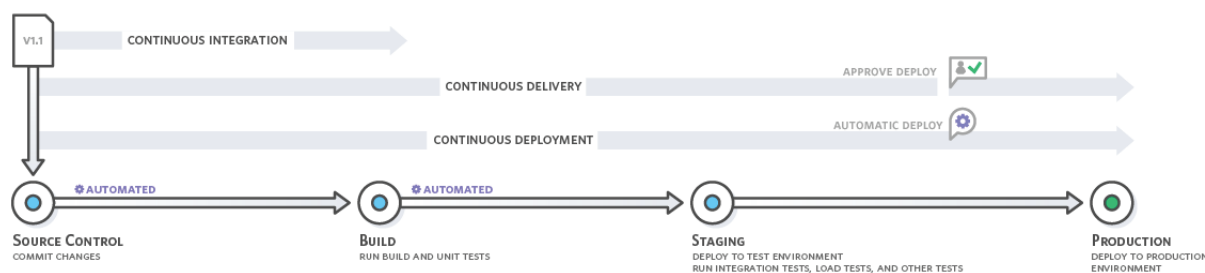 V1.1
CONTINUOUS INTEGRATION
APPROVE DEPLOY
CONTINUOUS DELIVERY
AUTOMATIC DEPLOY
CONTINUOUS DEPLOYMENT
AUTOMATED
AUTOMATED
SOURCE CONTROL
COMMIT CHANGES
BUILD
RUN BUILD AND UNIT TESTS
STAGING
DEPLOY TO TEST ENVIRONMENT
RUN INTEGRATION TESTS, LOAD TESTS, AND OTHER TESTS
PRODUCTION
DEPLOY TO PRODUCTION
ENVIRONMENT